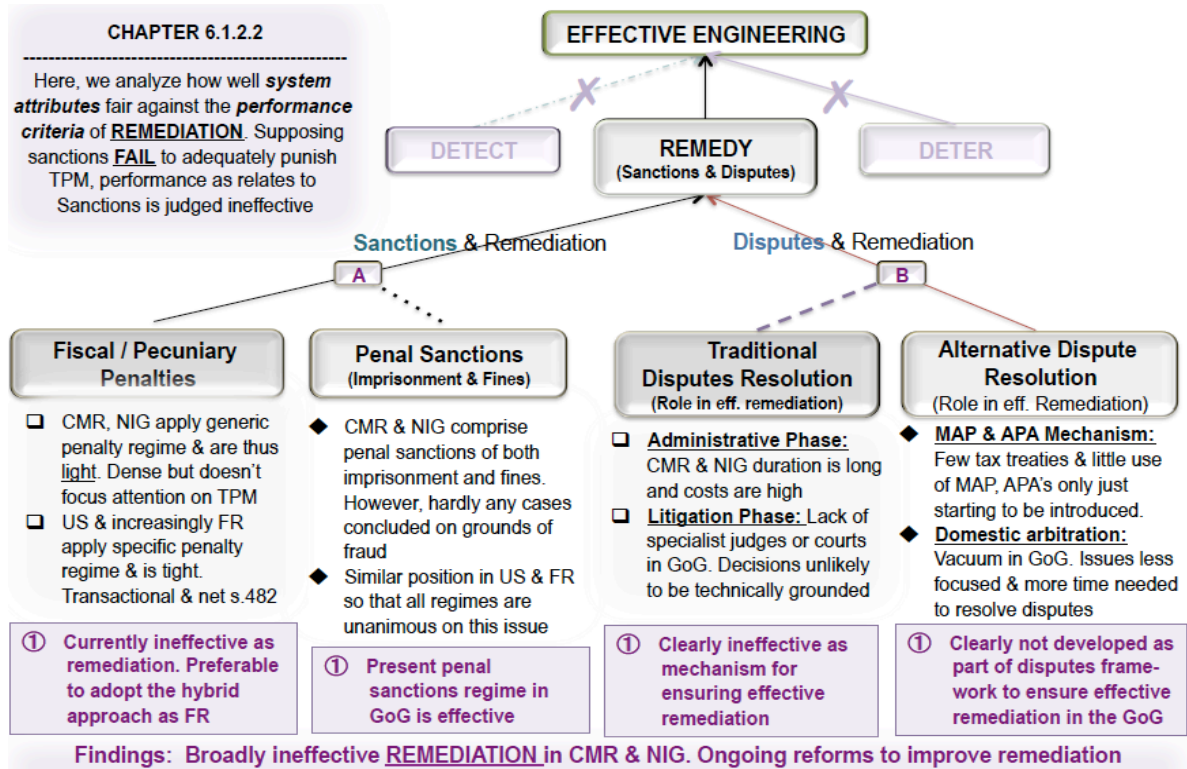 CHAPTER 6.1.2.2
Here, we analyze how well system
attributes fair against the performance
criteria of REMEDIATION. Supposing
sanctions FAIL to adequately punish
TPM, performance as relates to
Sanctions is judged ineffective
EFFECTIVE ENGINEERING
X
X
DETECT
REMEDY
(Sanctions & Disputes)
DETER
Sanctions & Remediation
Disputes & Remediation
A
B
Fiscal / Pecuniary
Penalties
❑ CMR, NIG apply generic
penalty regime & are thus
light. Dense but doesn't
focus attention on TPM
❑ US & increasingly FR
apply specific penalty
regime & is tight.
Transactional & net s.482
① Currently ineffective as
remediation. Preferable
to adopt the hybrid
approach as FR
Penal Sanctions
(Imprisonment & Fines)
◆ CMR & NIG comprise
penal sanctions of both
imprisonment and fines.
However, hardly any cases
concluded on grounds of
fraud
◆ Similar position in US & FR
so that all regimes are
unanimous on this issue
① Present penal
sanctions regime in
GoG is effective
Traditional
Disputes Resolution
(Role in eff. remediation)
❑ Administrative Phase:
CMR & NIG duration is long
and costs are high
❑ Litigation Phase: Lack of
specialist judges or courts
in GoG. Decisions unlikely
to be technically grounded
① Clearly ineffective as
mechanism for
ensuring effective
remediation
Alternative Dispute
Resolution
(Role in eff. Remediation)
◆ MAP & APA Mechanism:
Few tax treaties & little use
of MAP, APA's only just
starting to be introduced.
◆ Domestic arbitration:
Vacuum in GoG. Issues less
focused & more time needed
to resolve disputes
① Clearly not developed as
part of disputes frame-
work to ensure effective
remediation in the GoG
Findings: Broadly ineffective REMEDIATION in CMR & NIG. Ongoing reforms to improve remediation